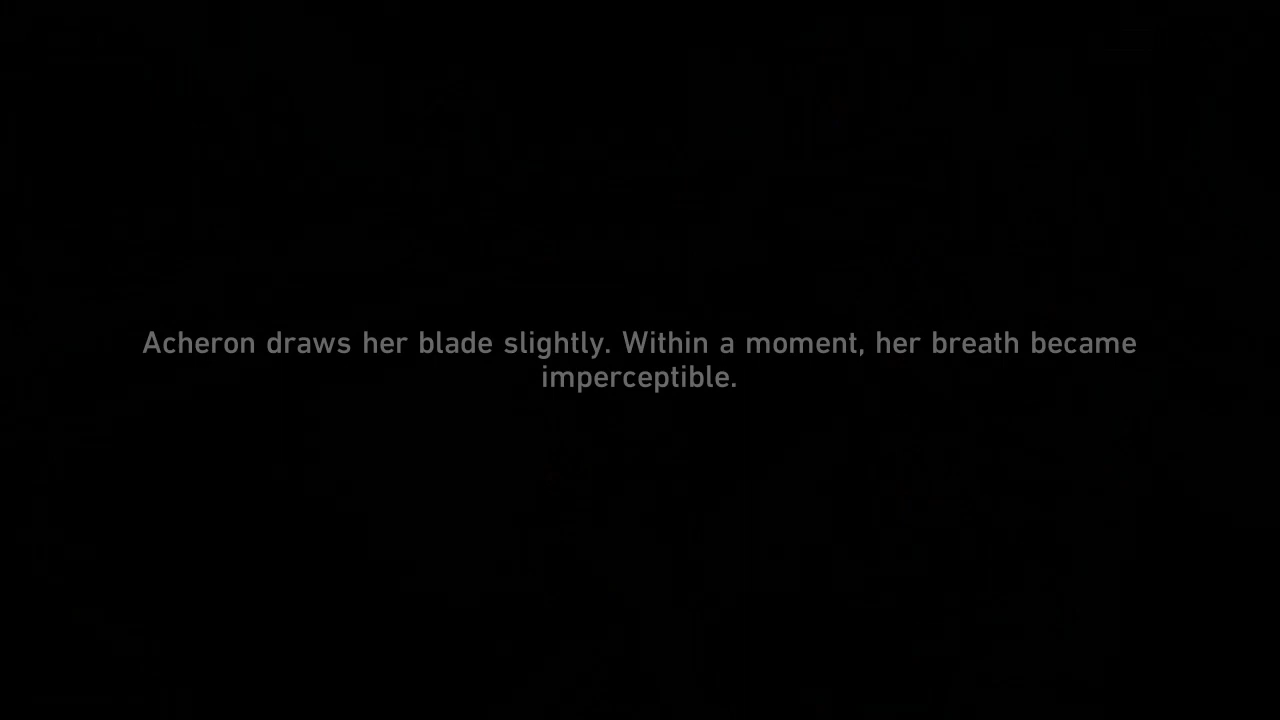 Acheron draws her blade slightly. Within a moment, her breath became
imperceptible.